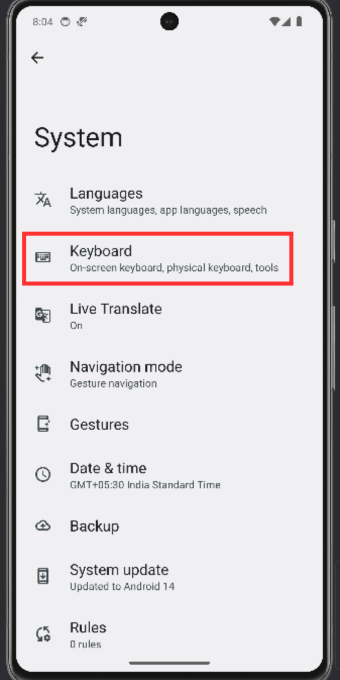 8:04
System
Languages
System languages, app languages, speech
Keyboard
On-screen keyboard, physical keyboard, tools
Live Translate
On
Navigation mode
Gesture navigation
Gestures
Date & time
GMT+05:30 India Standard Time
Backup
System update
Updated to Android 14
Rules
0 rules